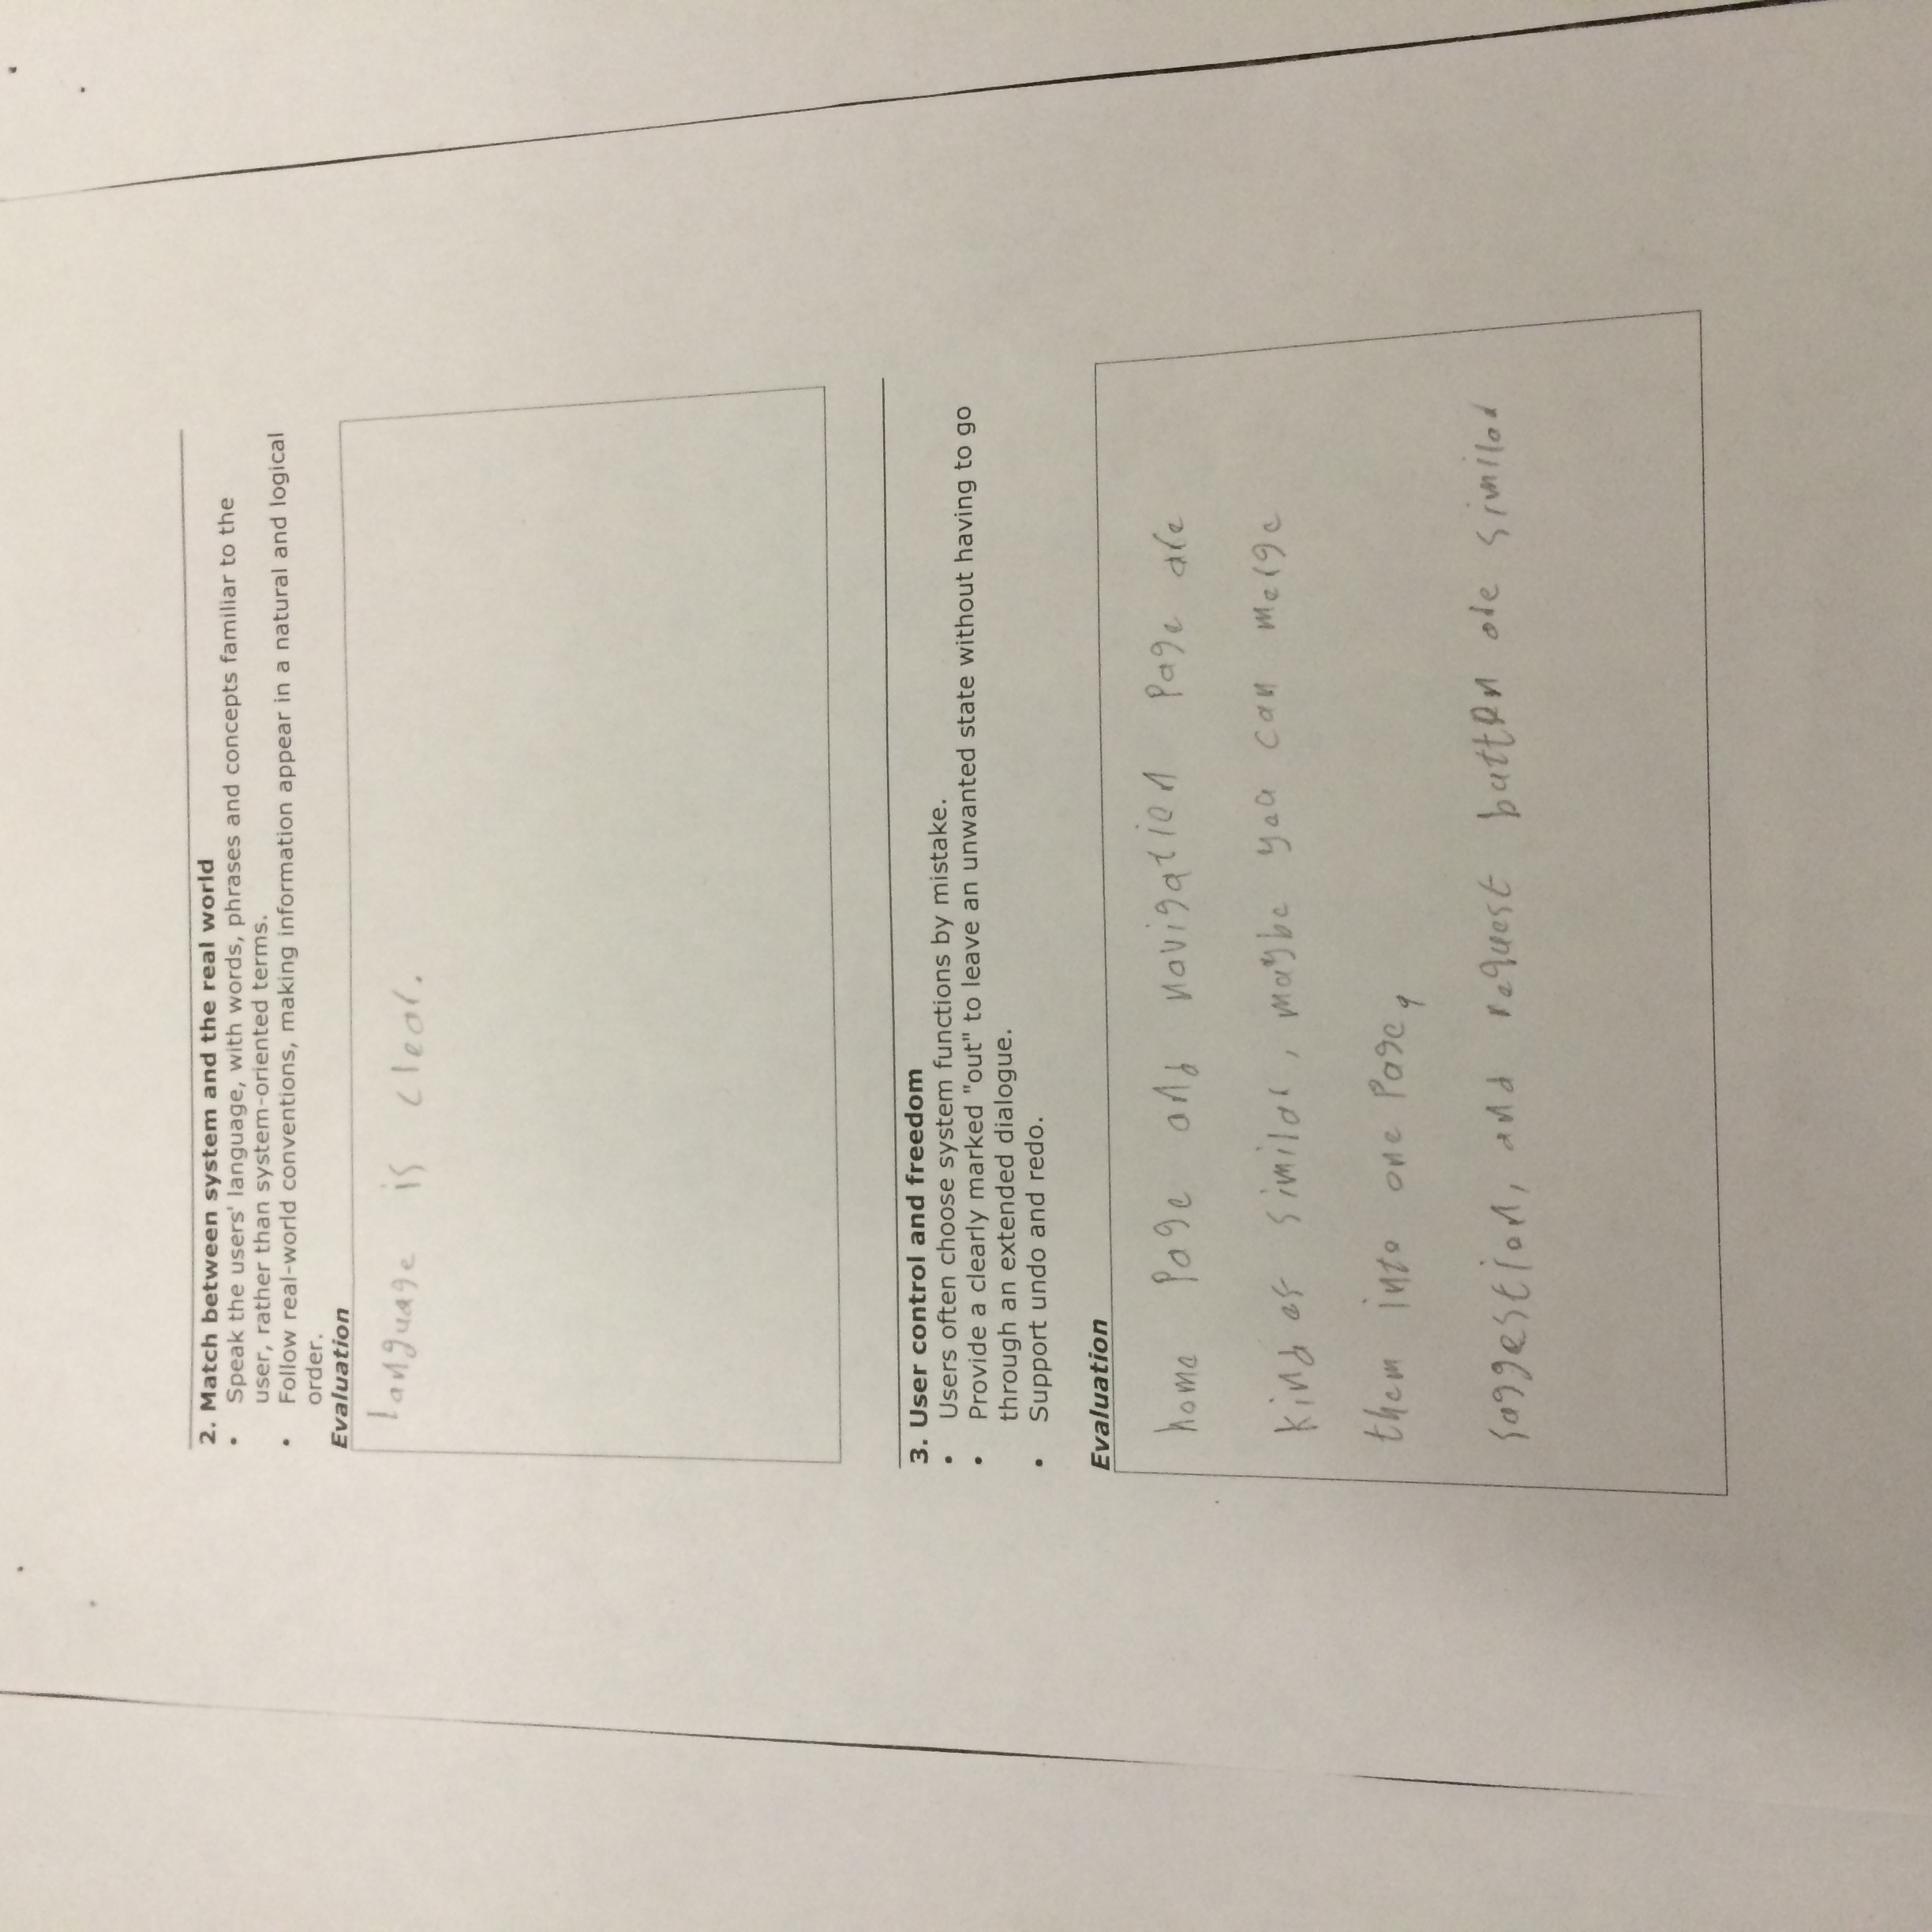 2. Match between system and the real world
• Speak the users' language, with words, phrases and concepts familiar to the
user, rather than system-oriented terms.
• Follow real-world conventions, making information appear in a natural and logical
order.
Evaluation
language is clear.
3. User control and freedom
• Users often choose system functions by mistake.
• Provide a clearly marked "out" to leave an unwanted state without having to go
through an extended dialogue.
• Support undo and redo.
Evaluation
home Page and navigation Page are
kind of similar, maybe you can merge
them into one Page,
suggestion, and request button are similar